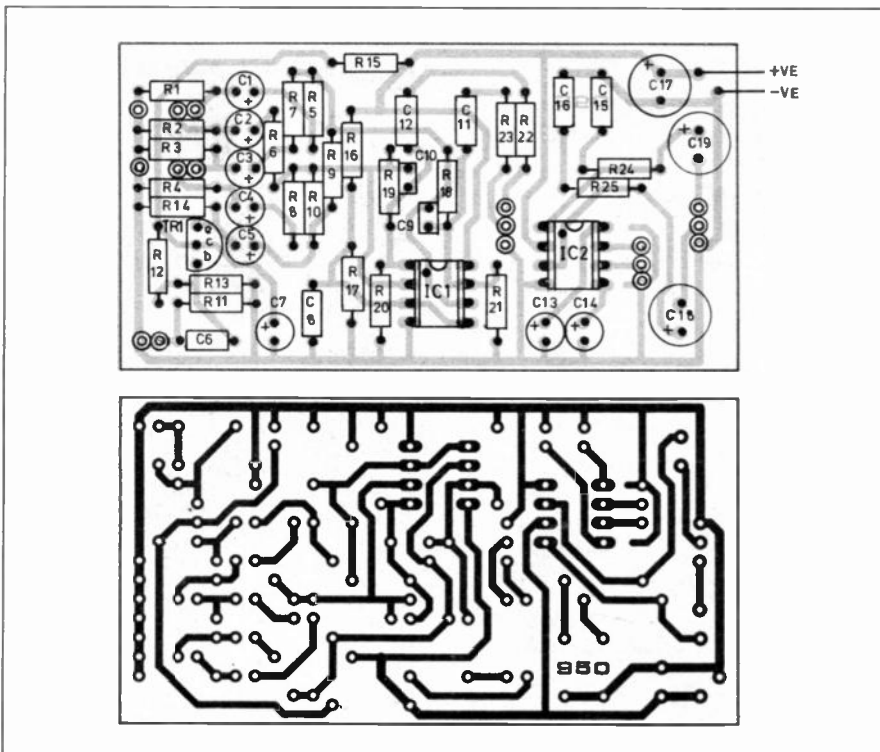 R15
+VE
-VE
C17
R1 C1
R7 R5
C16 C15
C12 C11
R23 R22
R2 C2
R6
R16
C19
R3
C3
R9
C10
R19 R18
R24
R25
R4
R14
C4
R8 R10
C9
TR1
e
c
b
C5
R12
IC2
R13
R11
C7
C8
R17
R20
IC1
R21
C13 C14
C18
C6
950